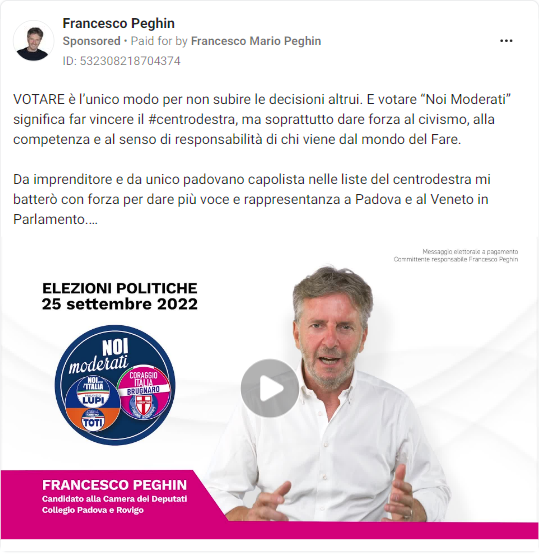 Francesco Peghin
Sponsored • Paid for by Francesco Mario Peghin
ID: 532308218704374
VOTARE è l’unico modo per non subire le decisioni altrui. E votare “Noi Moderati”
significa far vincere il #centrodestra, ma soprattutto dare forza al civismo, alla
competenza e al senso di responsabilità di chi viene dal mondo del Fare.
Da imprenditore e da unico padovano capolista nelle liste del centrodestra mi
batterò con forza per dare più voce e rappresentanza a Padova e al Veneto in
Parlamento.…
Messaggio elettorale a pagamento
Committente responsabile Francesco Peghin
ELEZIONI POLITICHE
25 settembre 2022
NOI
moderati
NOI
L'ITALIA
LUPI
CORAGGIO
ITALIA
BRUGNARO
TOTI
FRANCESCO PEGHIN
Candidato alla Camera dei Deputati
Collegio Padova e Rovigo